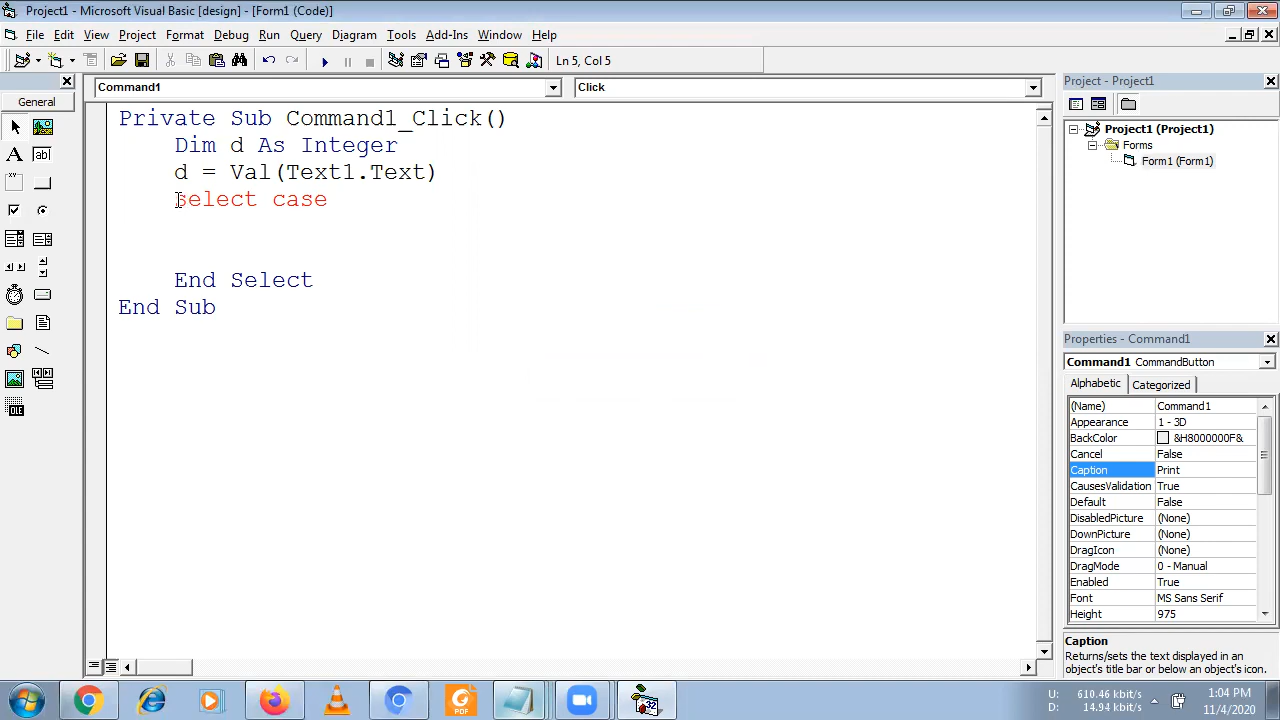 Project1 - Microsoft Visual Basic [design] - [Form1 (Code)]
File Edit View Project Format Debug Run Query Diagram Tools Add-Ins Window Help
Ln 5, Col 5
General
Command1
Click
Private Sub Command1_Click()
Dim d As Integer
d = Val(Text1.Text)
select case
End Select
End Sub
Project - Project1
Project1 (Project1)
Forms
Form1 (Form1)
Properties - Command1
Command1 CommandButton
Alphabetic Categorized
(Name) Command1
Appearance 1 - 3D
BackColor &H8000000F&
Cancel False
Caption Print
CausesValidation True
Default False
DisabledPicture (None)
DownPicture (None)
DragIcon (None)
DragMode 0 - Manual
Enabled True
Font MS Sans Serif
Height 975
Caption
Returns/sets the text displayed in an object's title bar or below an object's icon.
OLE
PDF
32
U: 610.46 kbit/s
D: 14.94 kbit/s
1:04 PM
11/4/2020